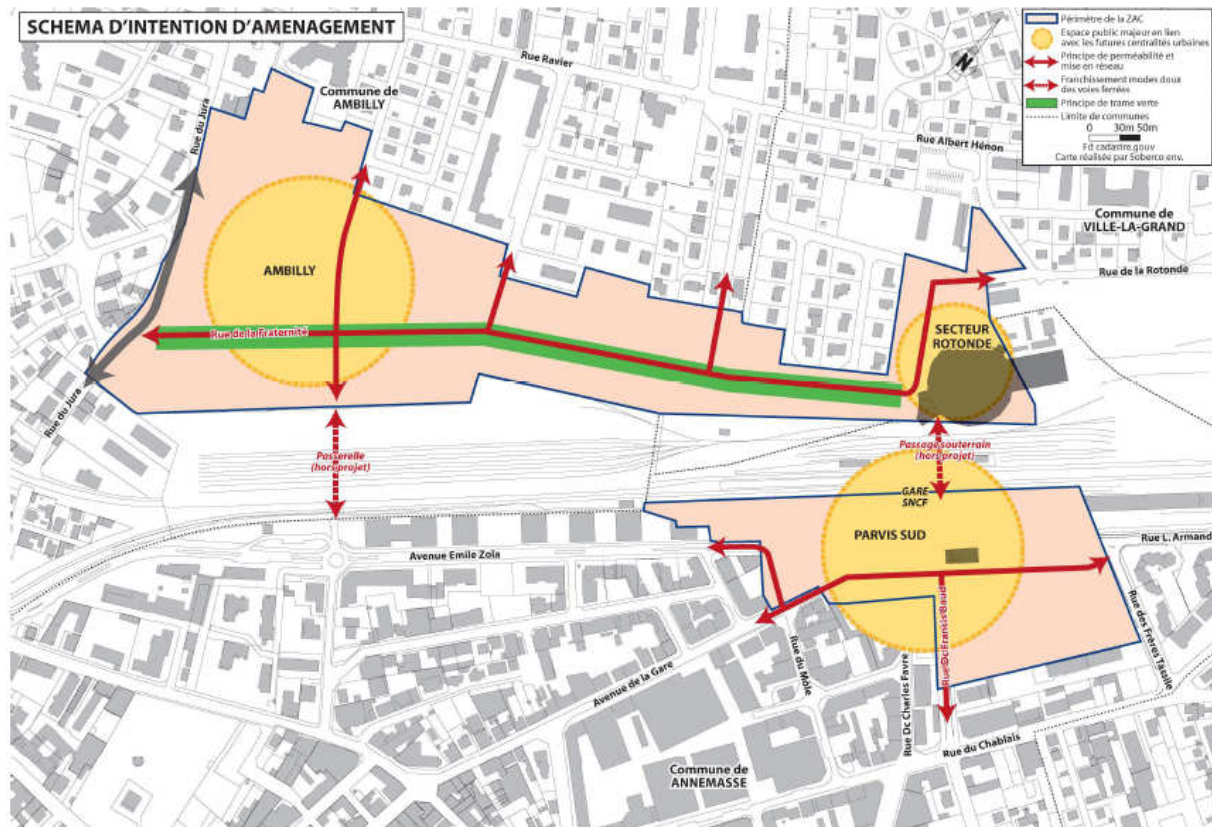 SCHEMA D'INTENTION D'AMENAGEMENT
Périmètre de la ZAC
Espace public majeur en lien
avec les futures centralités urbaines
Principe de perméabilité et
mise en réseau
Franchissement modes doux
des voies ferrées
Principe de trame verte
Limite de communes
0 30m 50m
Fd cadastre.gouv
Carte réalisée par Soberco env.
N
Rue Ravier
Commune de
AMBILLY
Rue du Jura
Rue Albert Hénon
Commune de
VILLE-LA-GRAND
Rue de la Rotonde
AMBILLY
Rue de la Fraternité
SECTEUR
ROTONDE
Rue du Jura
Passerelle
(hors projet)
Passage souterrain
(hors projet)
GARE
SNCF
PARVIS SUD
Avenue Emile Zola
Rue L. Armand
Rue Dc Francis Baud
Rue des Frères Tassile
Avenue de la Gare
Rue du Môle
Rue Dc Charles Favre
Rue du Chablais
Commune de
ANNEMASSE